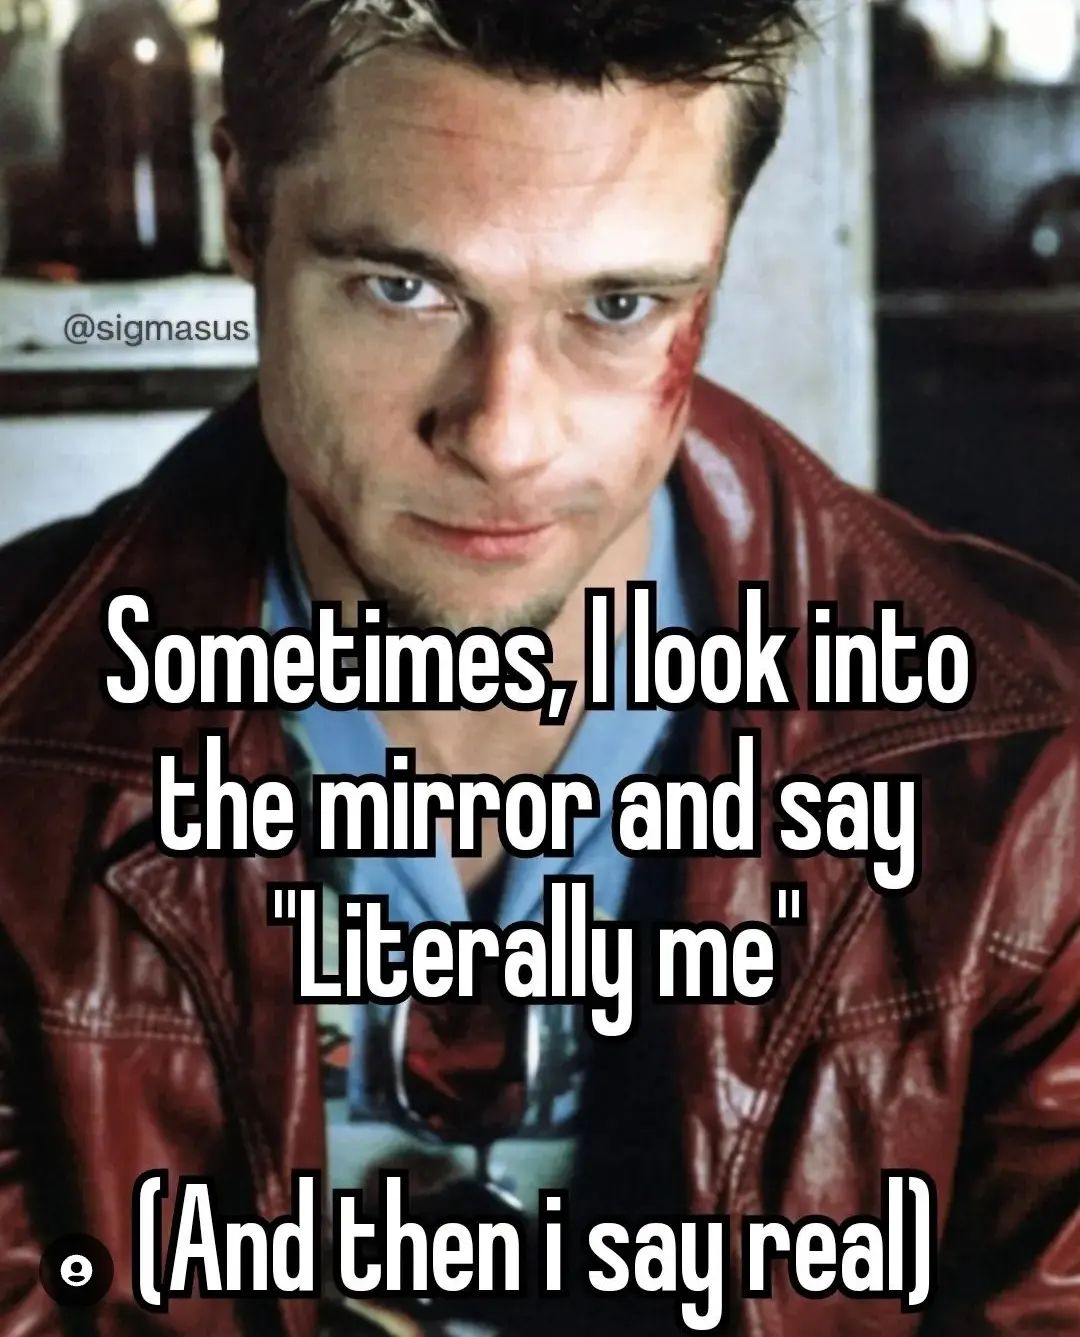 @sigmasus
Sometimes, I look into
the mirror and say
"Literally me"
(And then i say real)